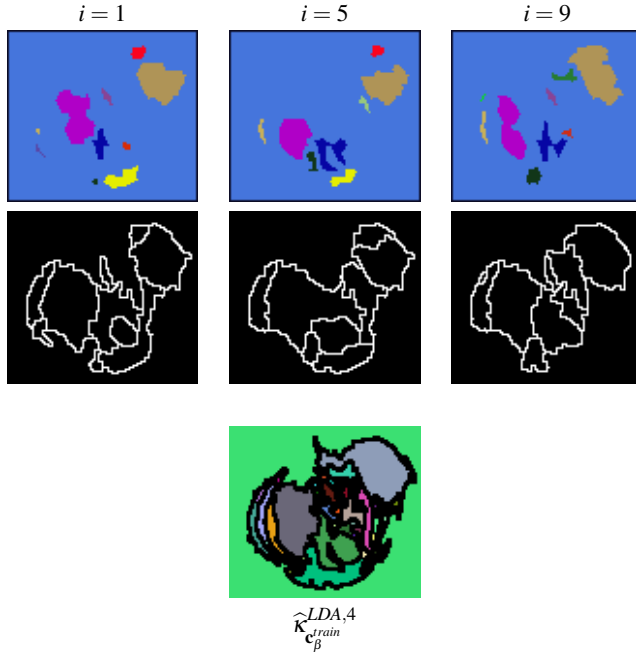 i = 1 i = 5 i = 9
κ̂^{LDA,4}_{c_β^{train}}